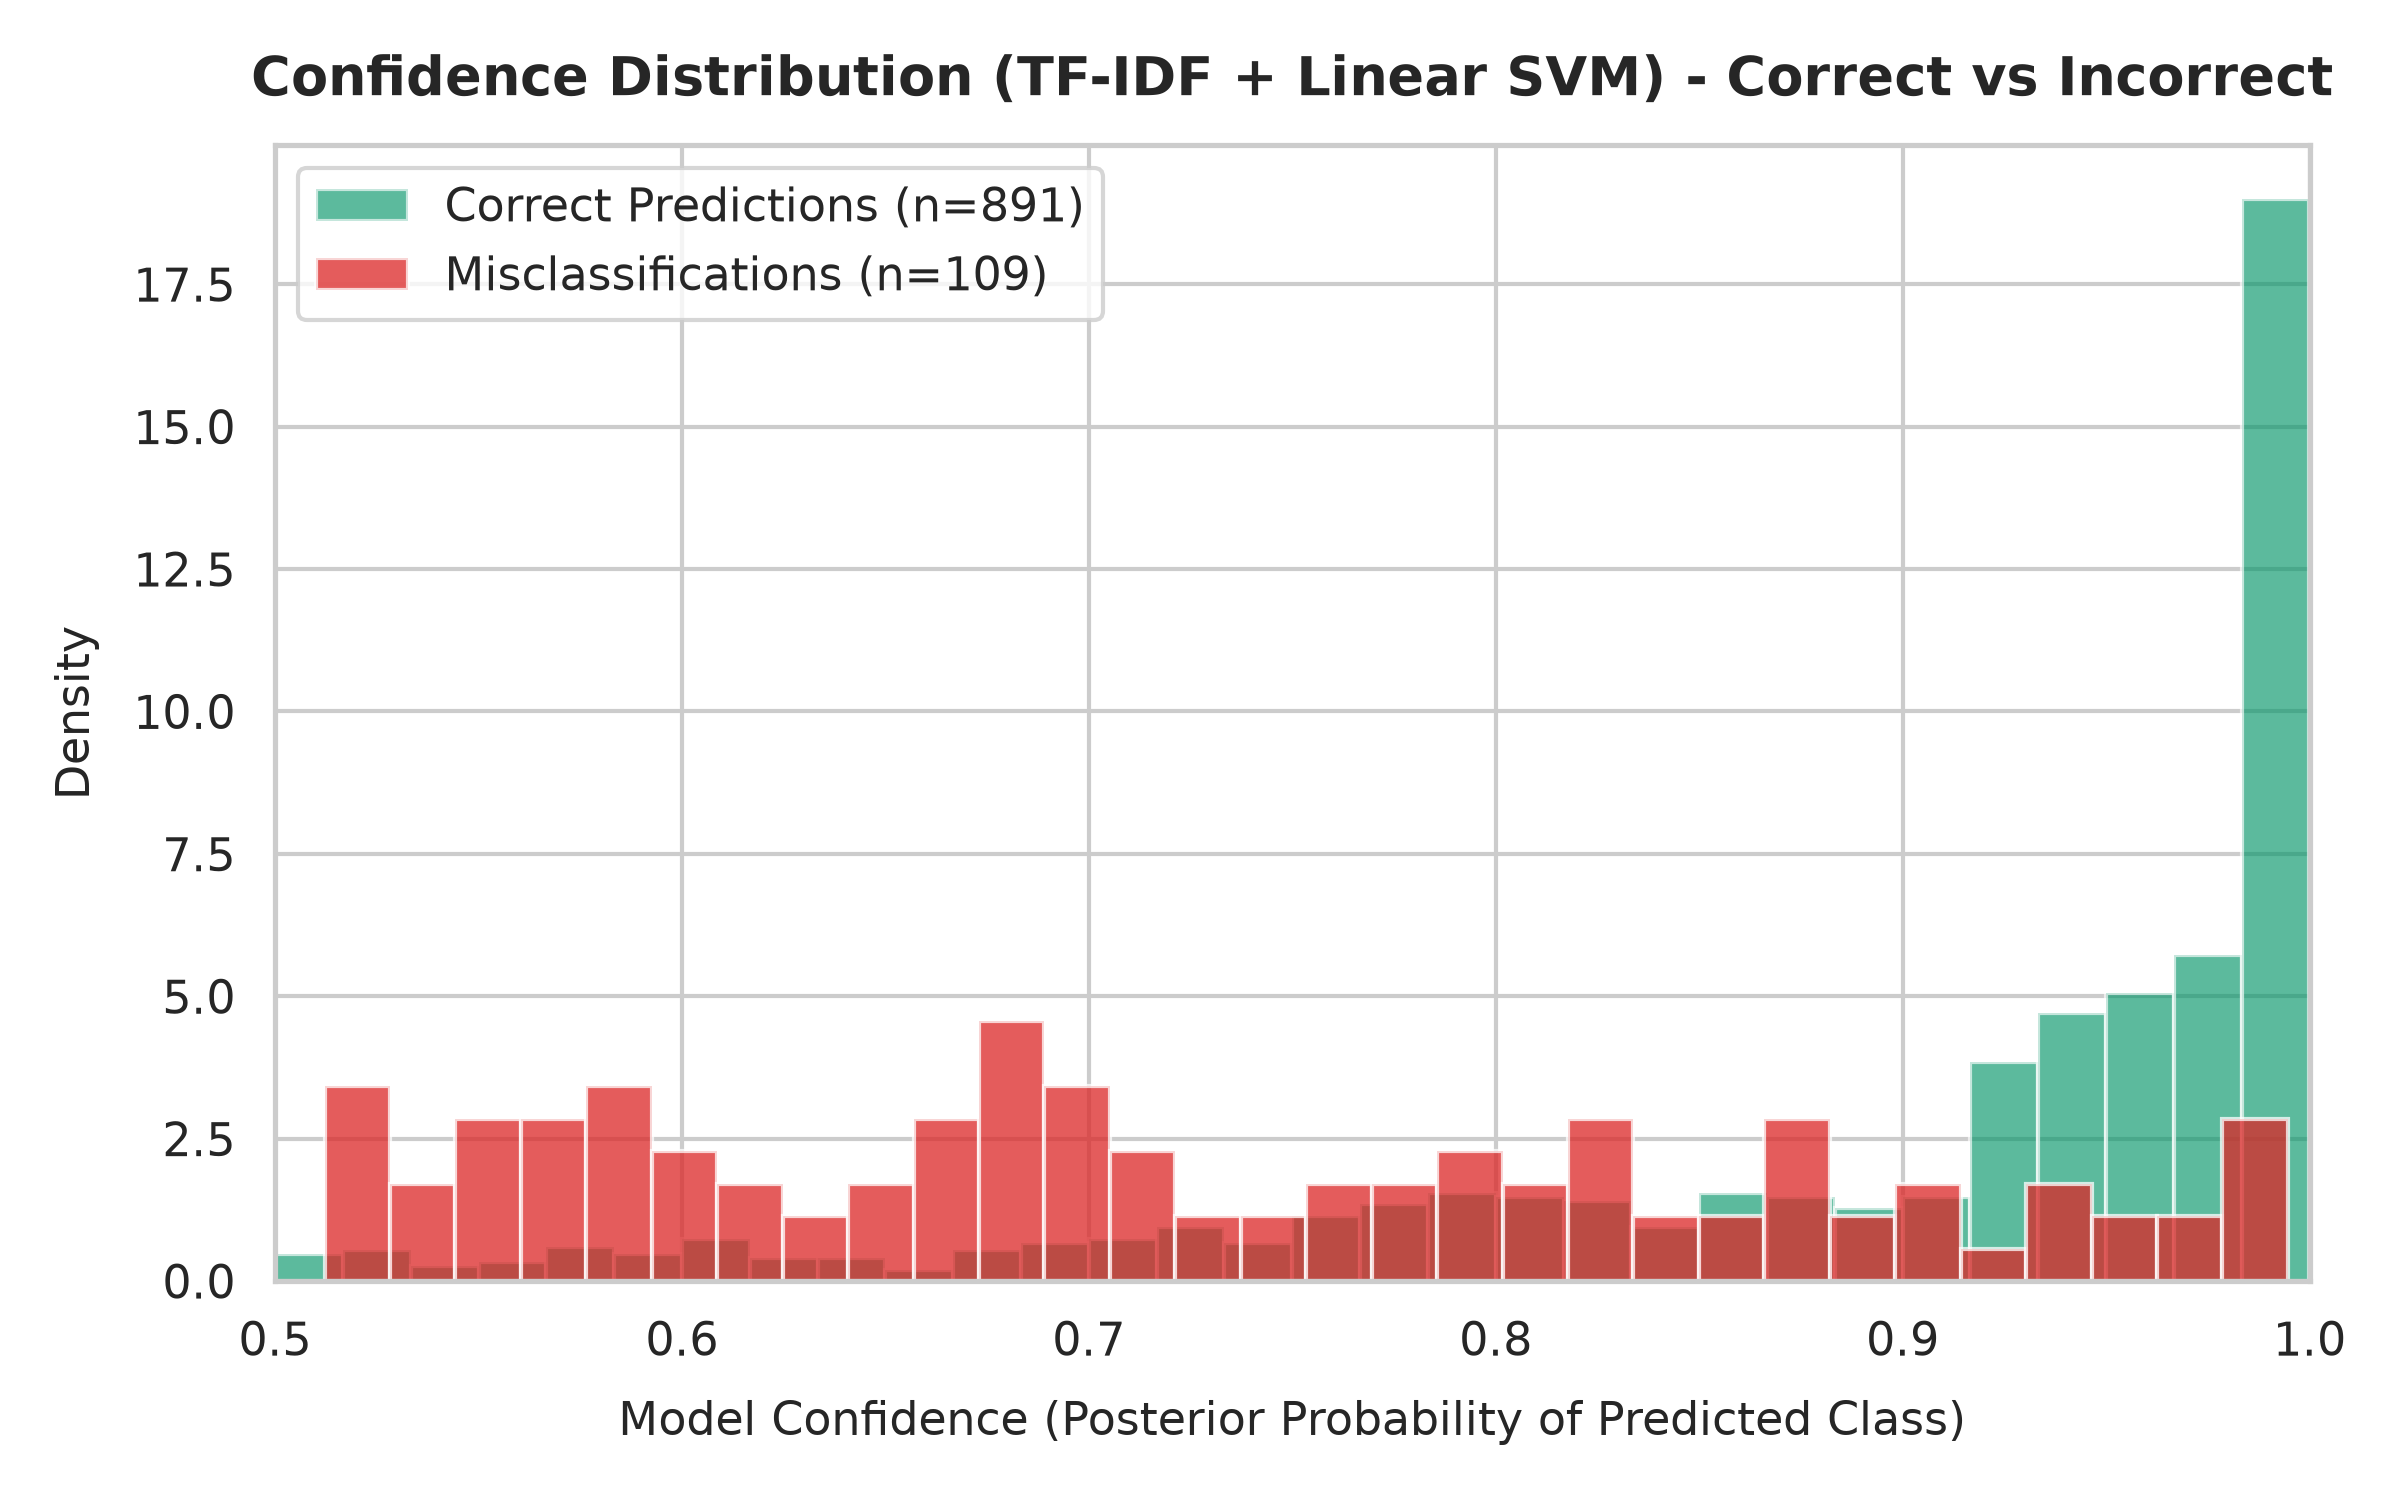 Confidence Distribution (TF-IDF + Linear SVM) - Correct vs Incorrect
Correct Predictions (n=891)
Misclassifications (n=109)
Density
17.5
15.0
12.5
10.0
7.5
5.0
2.5
0.0
0.5 0.6 0.7 0.8 0.9 1.0
Model Confidence (Posterior Probability of Predicted Class)